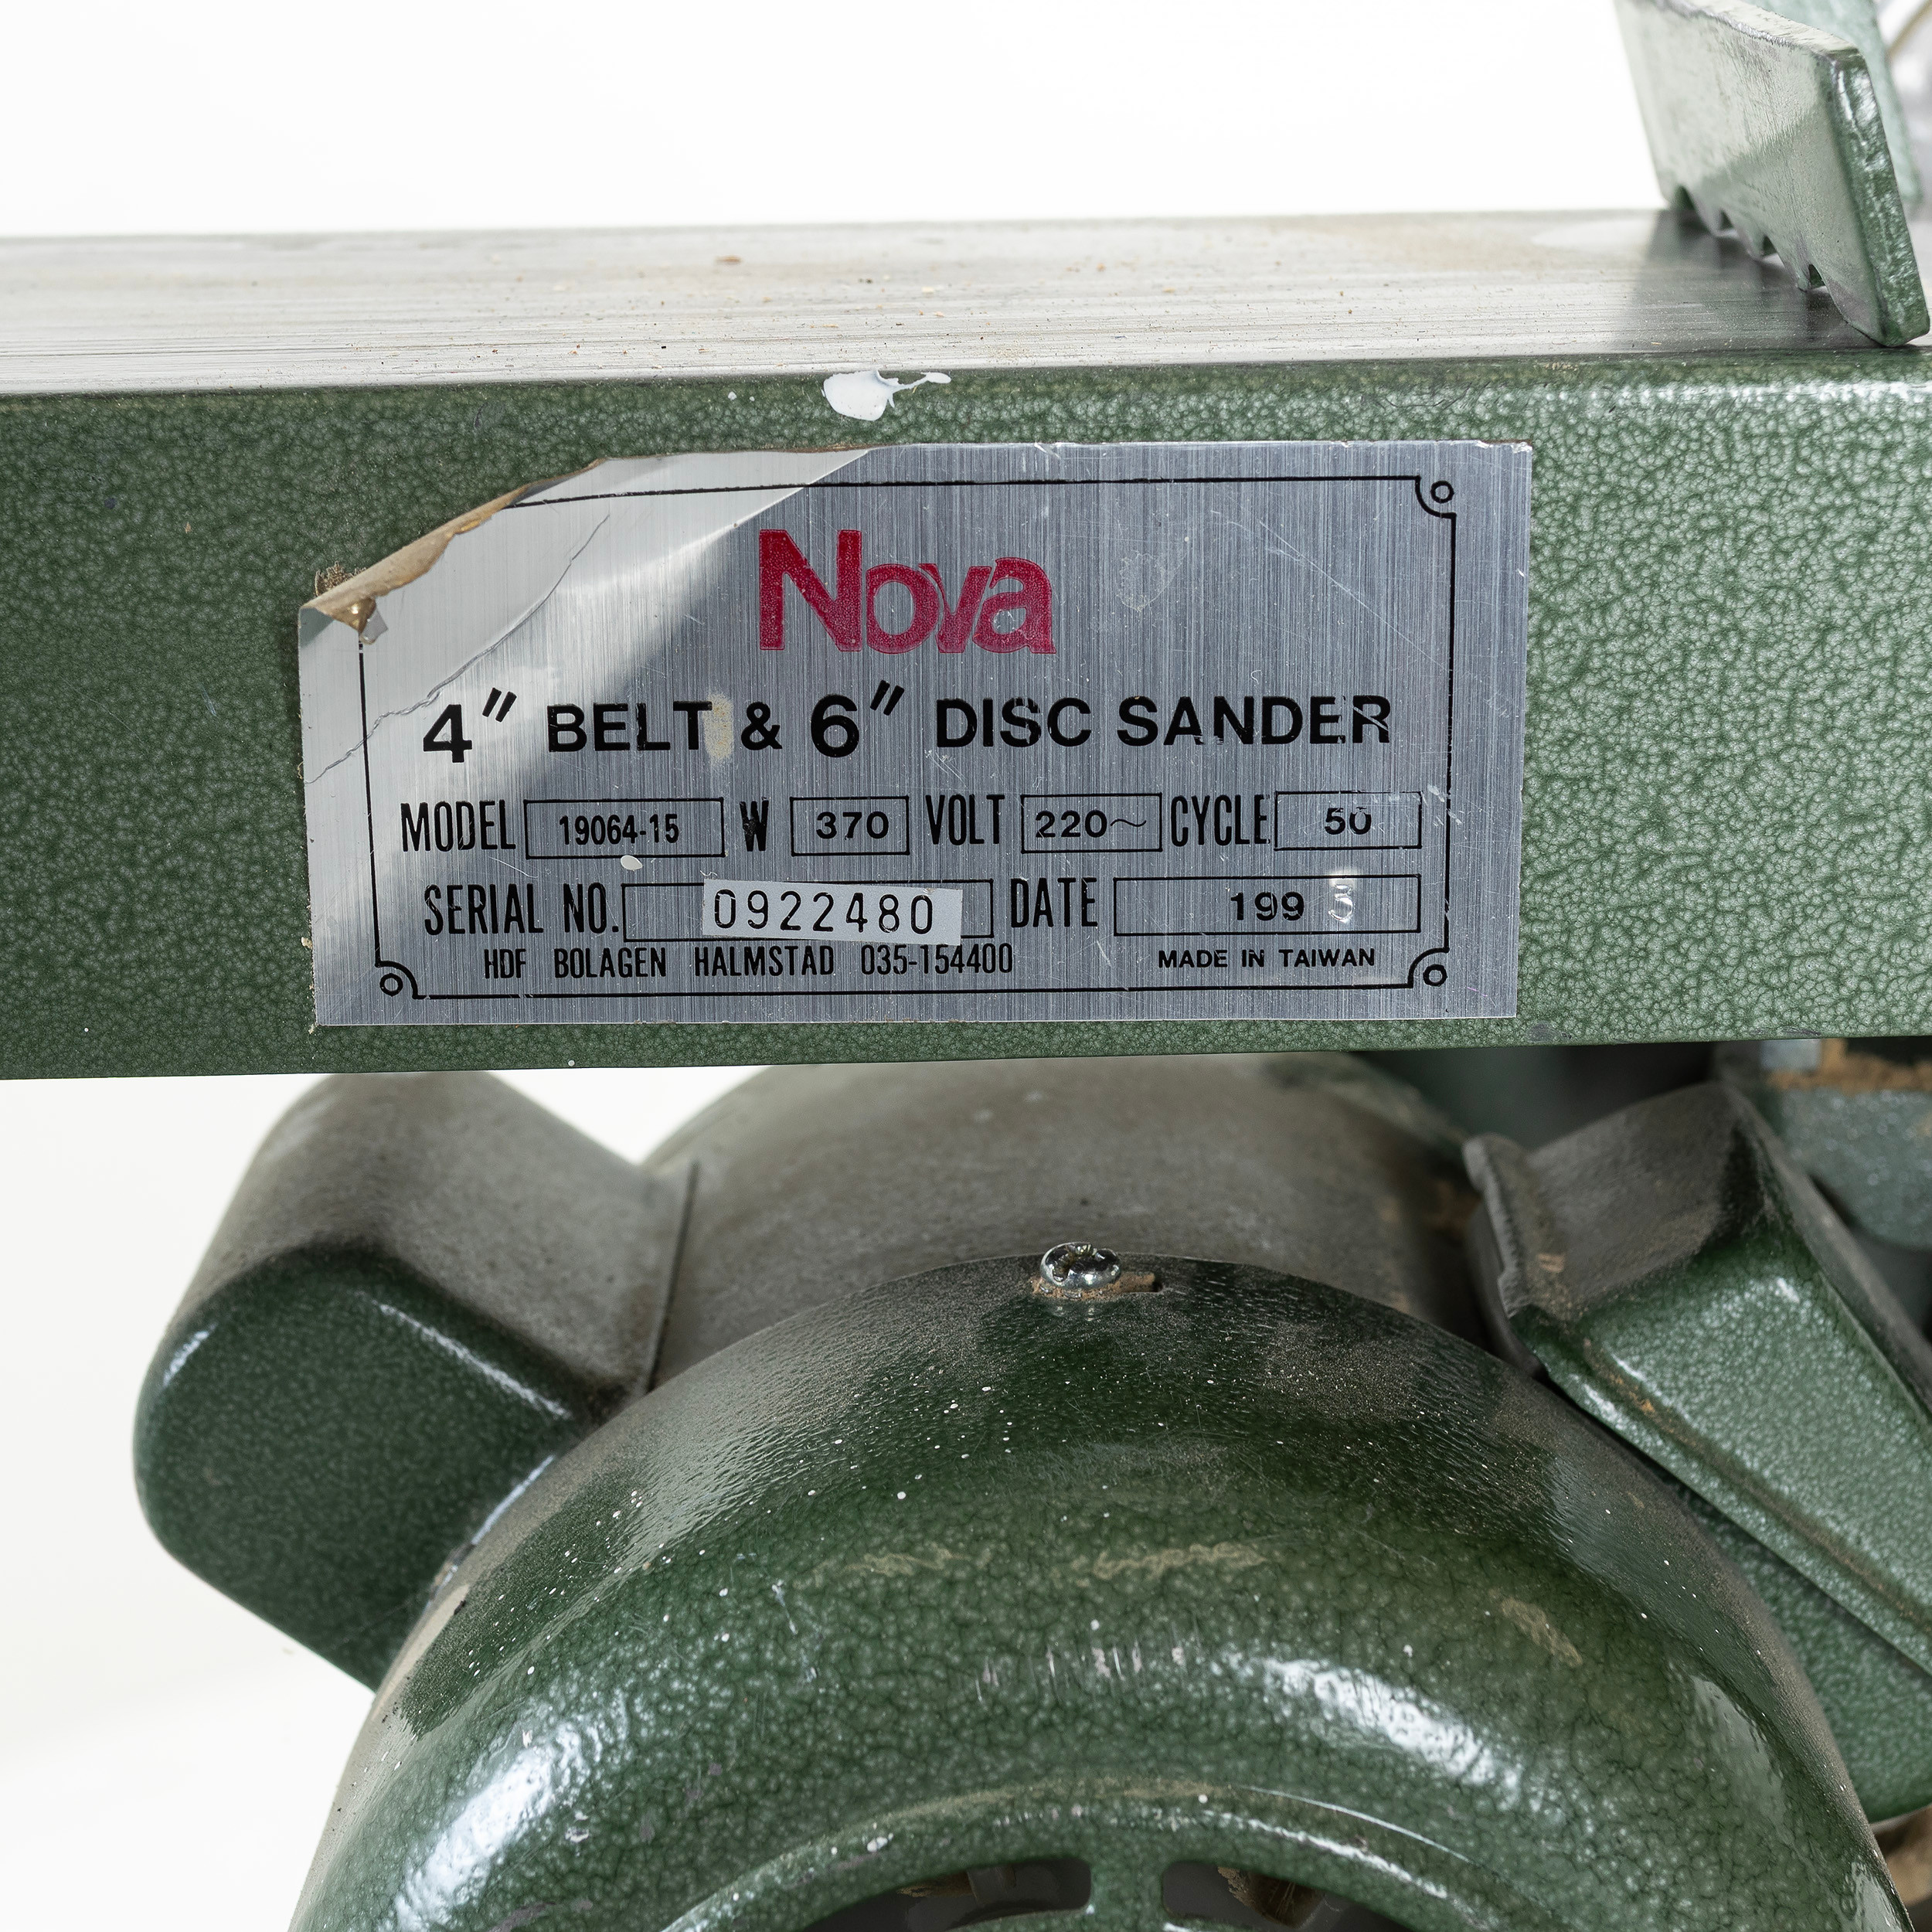 Nova
4" BELT & 6" DISC SANDER
MODEL 19064-15 W 370 VOLT 220~ CYCLE 50
SERIAL NO. 0922480 DATE 199
HDF BOLAGEN HALMSTAD 035-154400 MADE IN TAIWAN